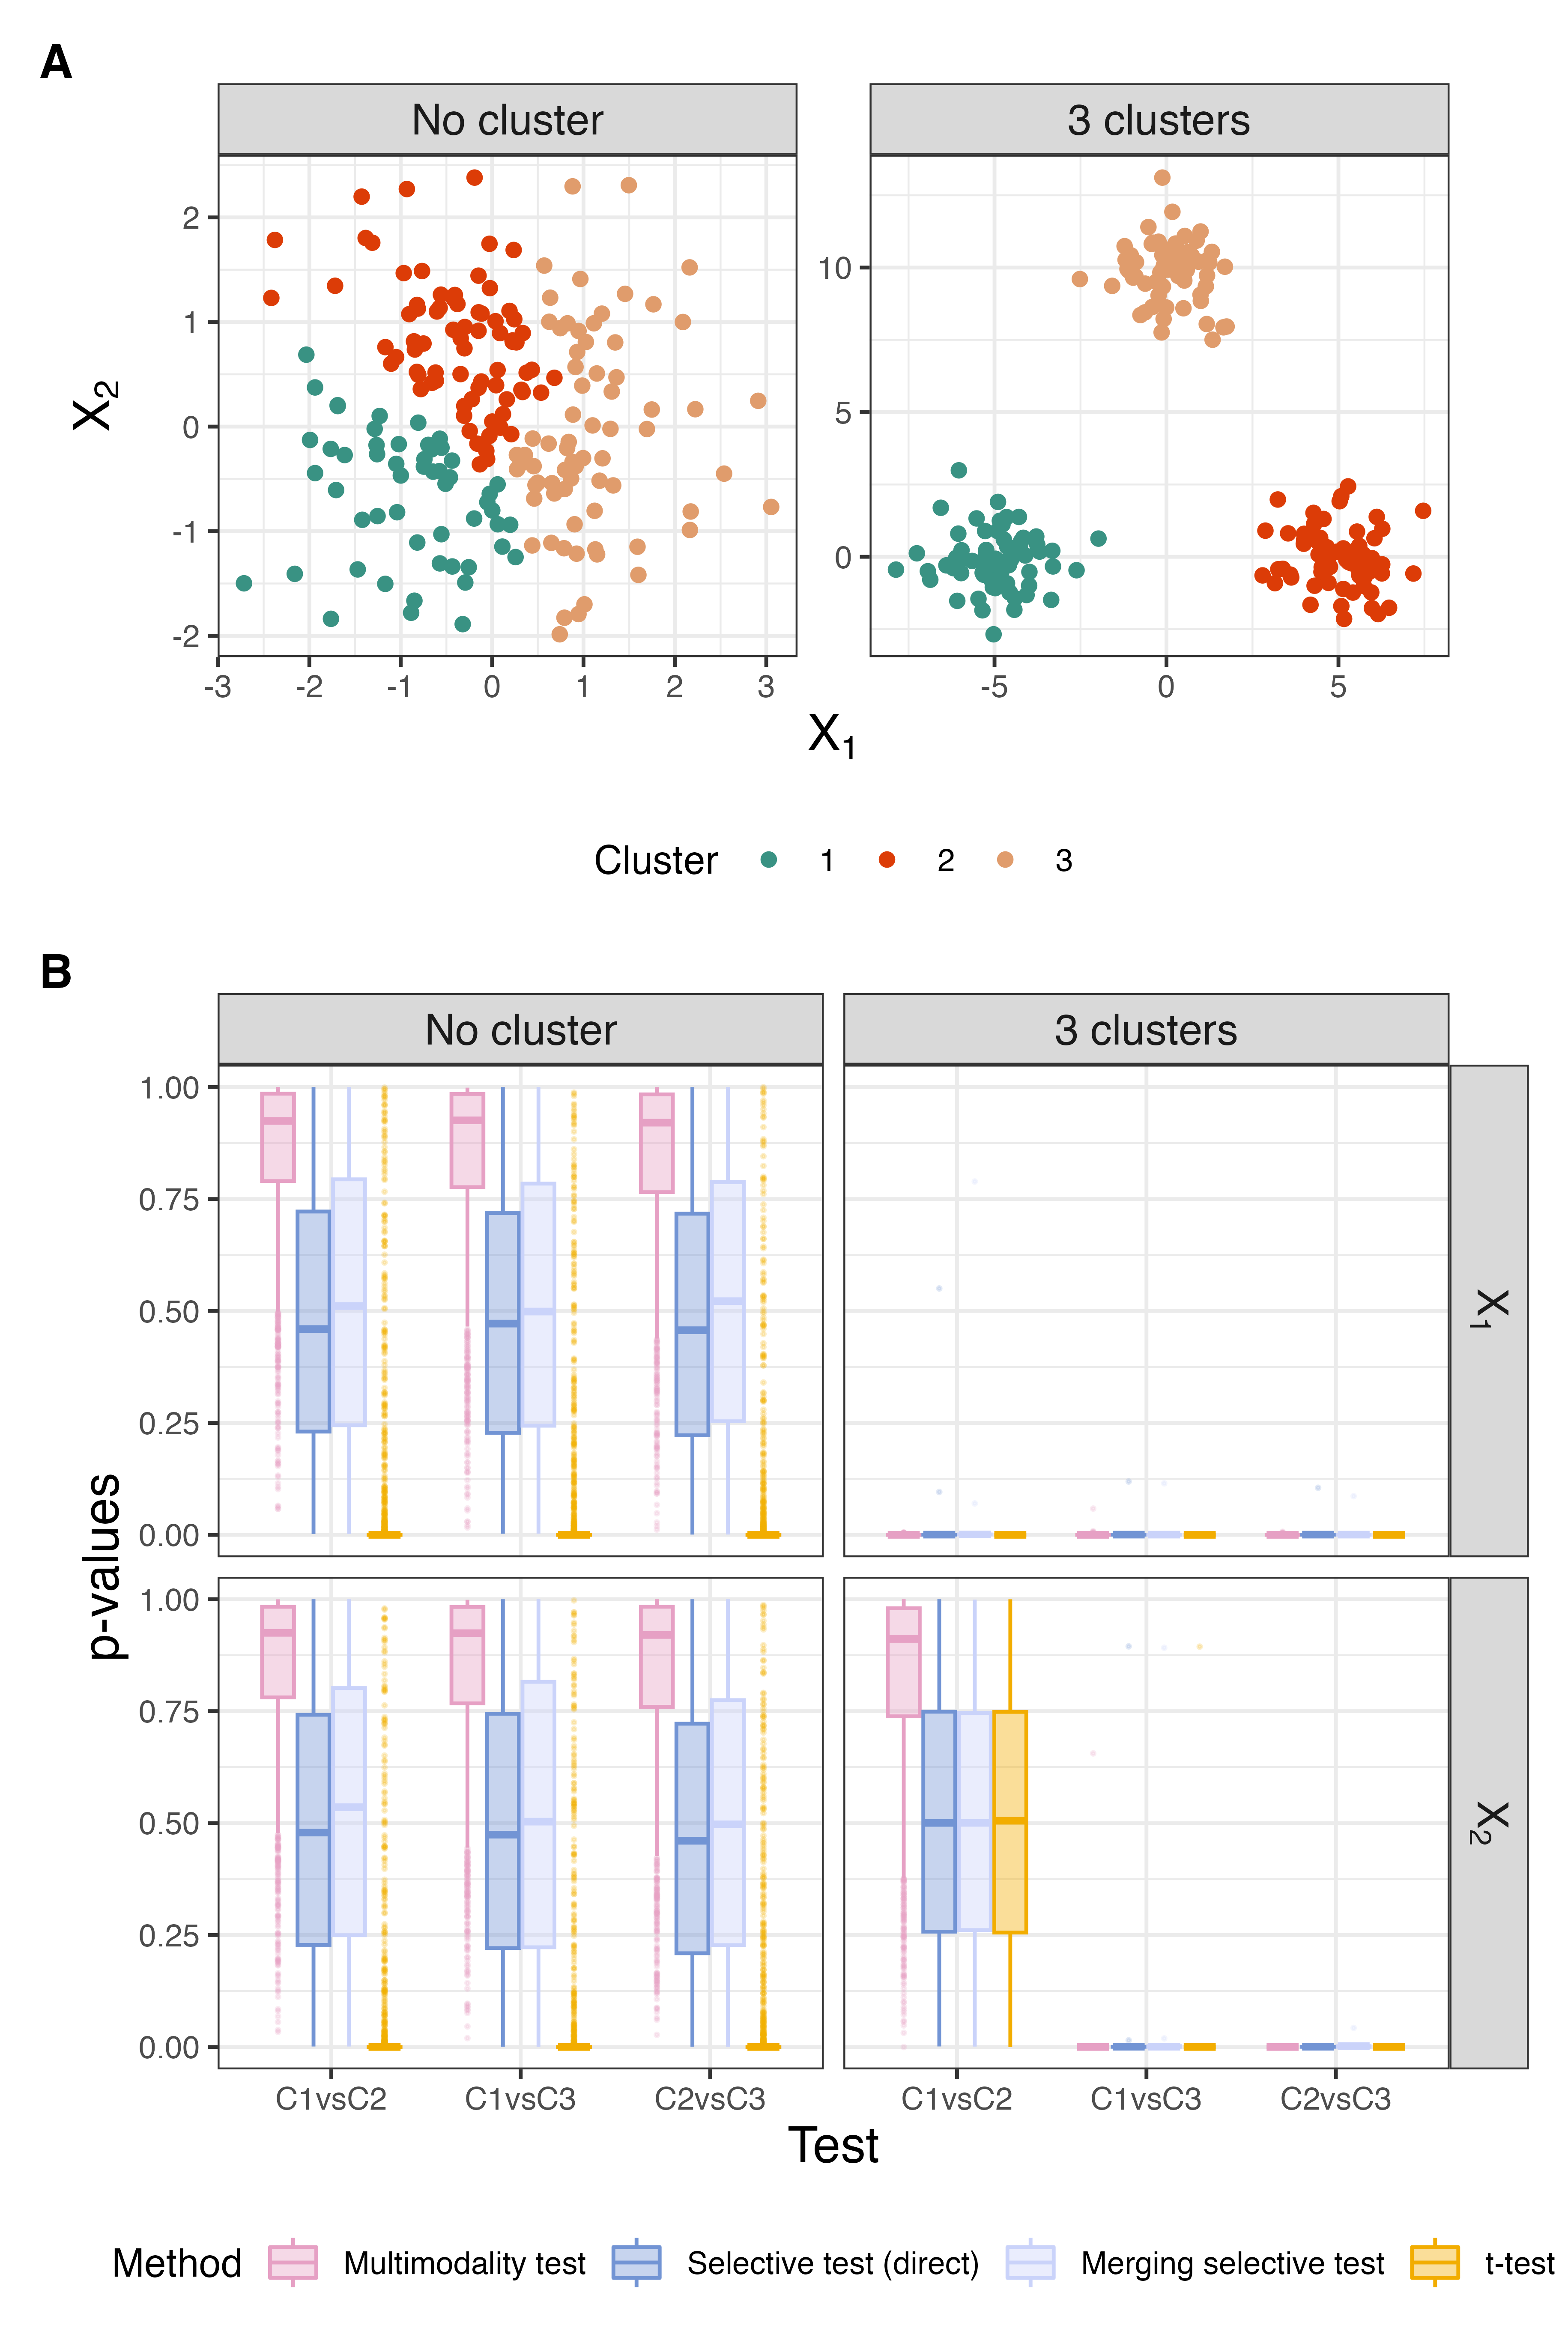 A
No cluster 3 clusters
2
1
0
-1
-2
10
5
0
X2
-3 -2 -1 0 1 2 3 -5 0 5
X1
Cluster 1 2 3
B
No cluster 3 clusters
1.00
0.75
0.50
0.25
0.00
X1
p-values
1.00
0.75
0.50
0.25
0.00
X2
C1vsC2 C1vsC3 C2vsC3 C1vsC2 C1vsC3 C2vsC3
Test
Method Multimodality test Selective test (direct) Merging selective test t-test